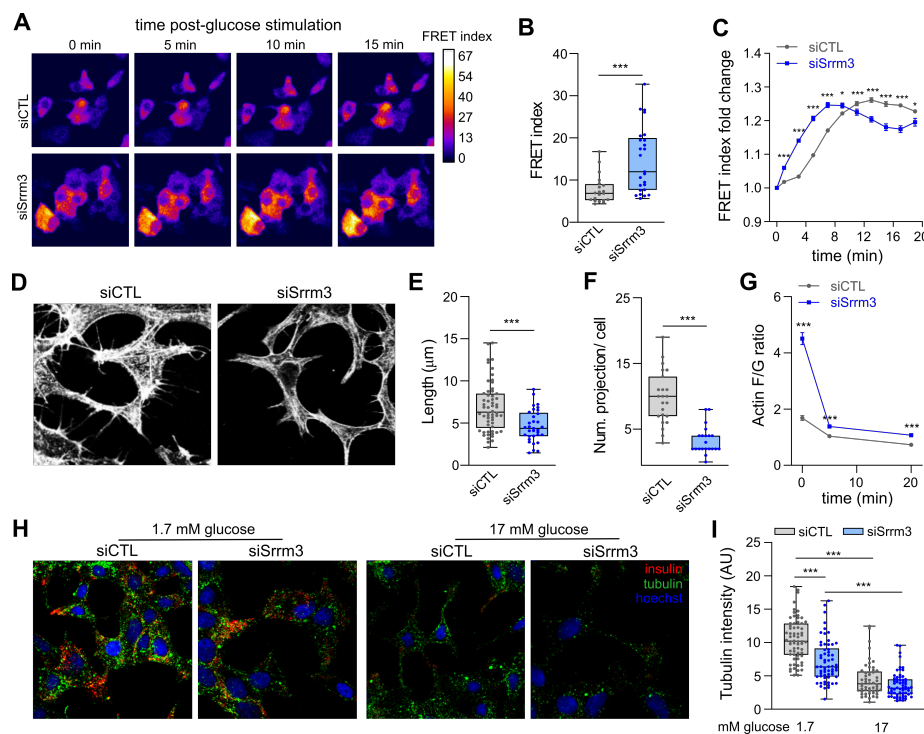 A
time post-glucose stimulation
0 min 5 min 10 min 15 min
FRET index
67
54
40
27
13
0
siCTL
siSrrm3
B
FRET index
40
30
20
10
0
***
siCTL siSrrm3
C
siCTL
siSrrm3
FRET index fold change
1.4
1.3
1.2
1.1
1.0
0.9
*** *** *** *** * *** *** *** ***
0 4 8 12 16 20
time (min)
D
siCTL siSrrm3
E
Length (μm)
20
15
10
5
0
***
siCTL siSrrm3
F
Num. projection/ cell
25
15
5
***
siCTL siSrrm3
G
siCTL
siSrrm3
Actin F/G ratio
6
4
2
0
*** *** ***
0 10 20
time (min)
H
1.7 mM glucose 17 mM glucose
siCTL siSrrm3 siCTL siSrrm3
insulin
tubulin
hoechst
I
siCTL siSrrm3
Tubulin intensity (AU)
25
20
15
10
5
0
***
*** ***
mM glucose 1.7 17